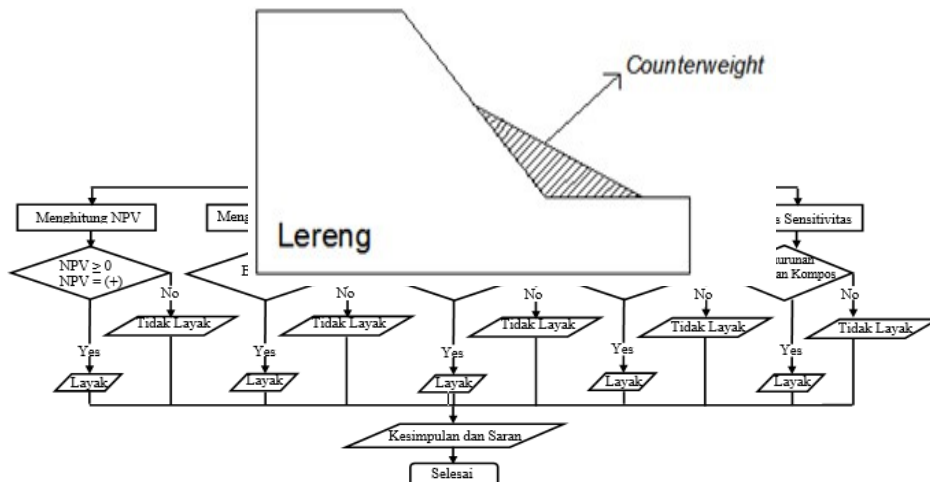 Counterweight
Lereng
Menghitung NPV
Sensitivitas
NPV ≥ 0
NPV = (+)
Kompos
No
No
No
No
No
Tidak Layak
Tidak Layak
Tidak Layak
Tidak Layak
Tidak Layak
Yes
Yes
Yes
Yes
Yes
Layak
Layak
Layak
Layak
Layak
Kesimpulan dan Saran
Selesai